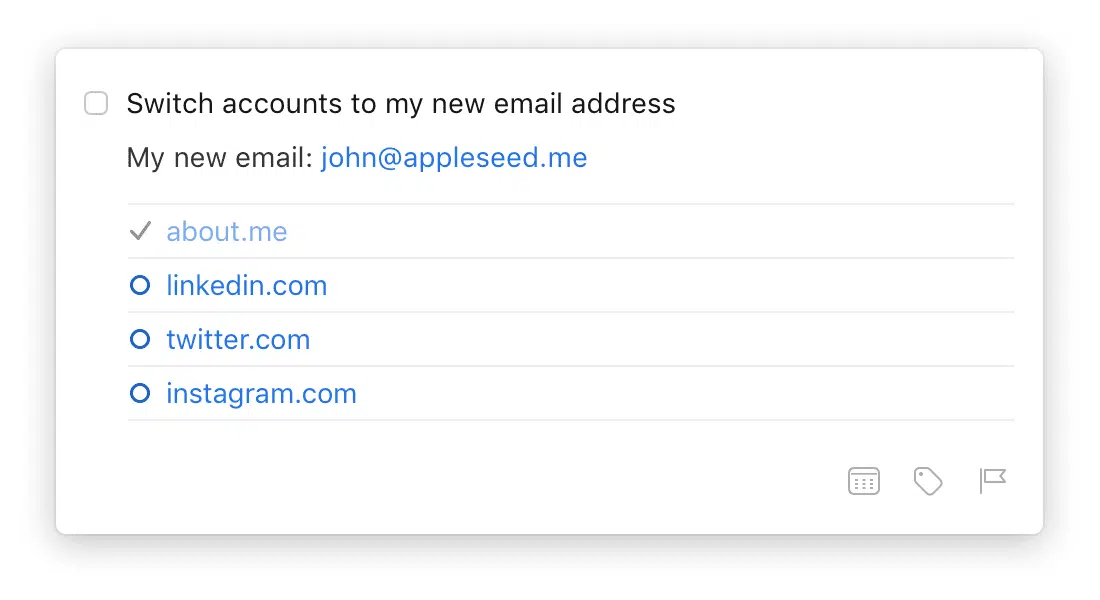 Switch accounts to my new email address
My new email: john@appleseed.me
about.me
linkedin.com
twitter.com
instagram.com